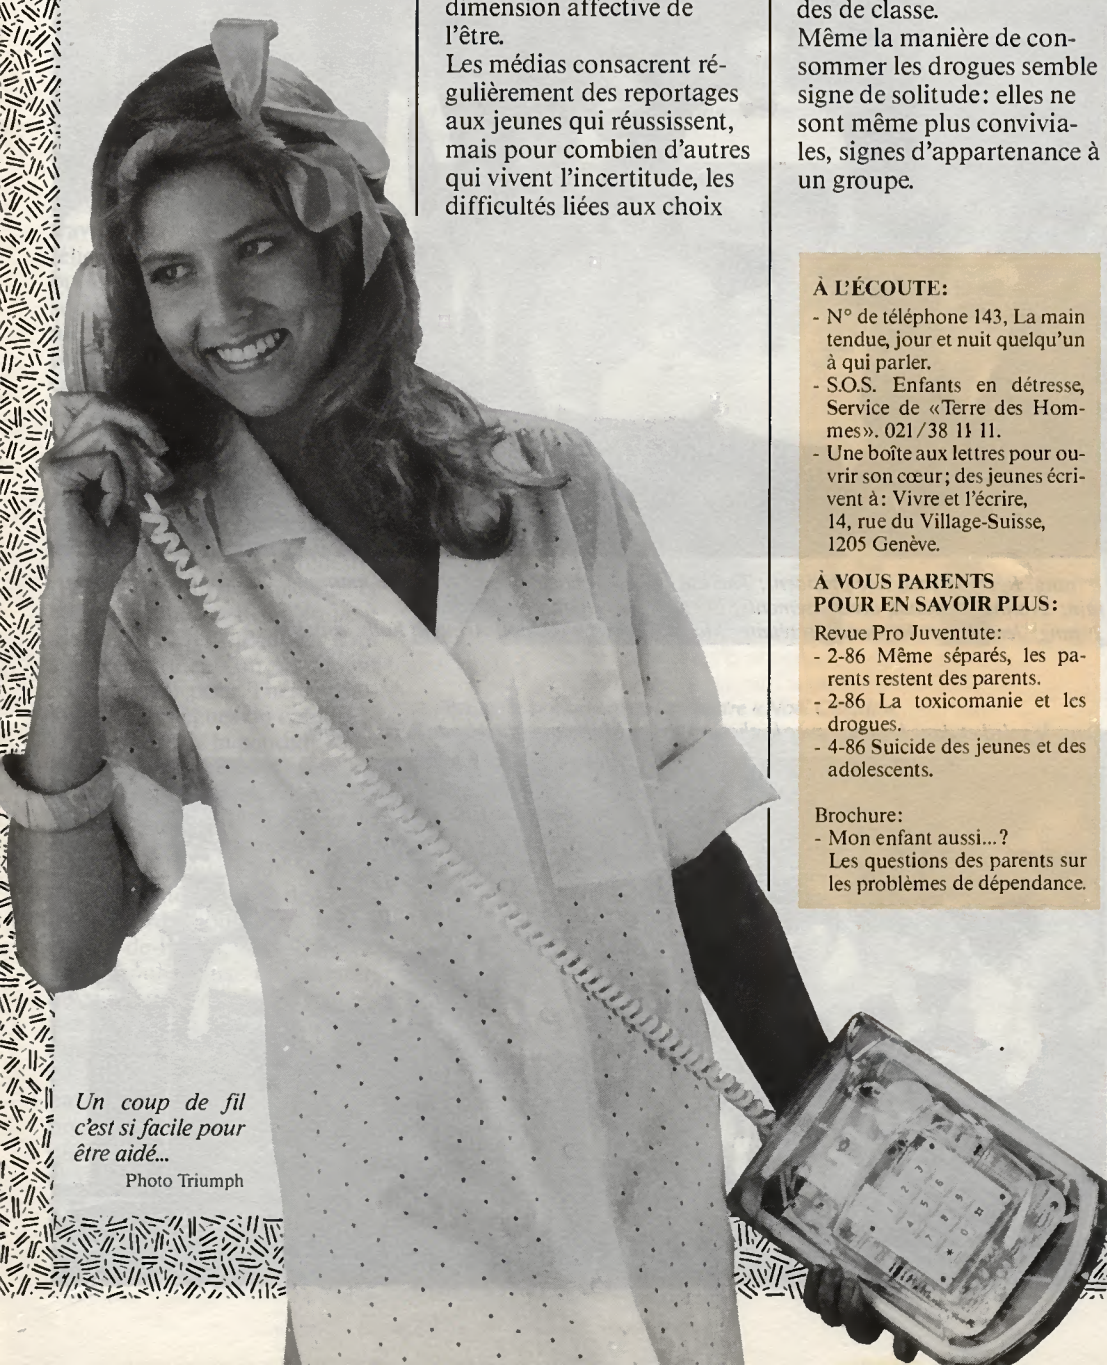 dimension affective de
l'être.
Les médias consacrent ré-
gulièrement des reportages
aux jeunes qui réussissent,
mais pour combien d'autres
qui vivent l'incertitude, les
difficultés liées aux choix
des de classe.
Même la manière de con-
sommer les drogues semble
signe de solitude: elles ne
sont même plus convivia-
les, signes d'appartenance à
un groupe.
À L'ÉCOUTE:
- N° de téléphone 143, La main
tendue, jour et nuit quelqu'un
à qui parler.
- S.O.S. Enfants en détresse,
Service de «Terre des Hom-
mes». 021/38 11 11.
- Une boîte aux lettres pour ou-
vrir son cœur; des jeunes écri-
vent à: Vivre et l'écrire,
14, rue du Village-Suisse,
1205 Genève.
À VOUS PARENTS
POUR EN SAVOIR PLUS:
Revue Pro Juventute:
- 2-86 Même séparés, les pa-
rents restent des parents.
- 2-86 La toxicomanie et les
drogues.
- 4-86 Suicide des jeunes et des
adolescents.
Brochure:
- Mon enfant aussi...?
Les questions des parents sur
les problèmes de dépendance.
Un coup de fil
c'est si facile pour
être aidé...
Photo Triumph